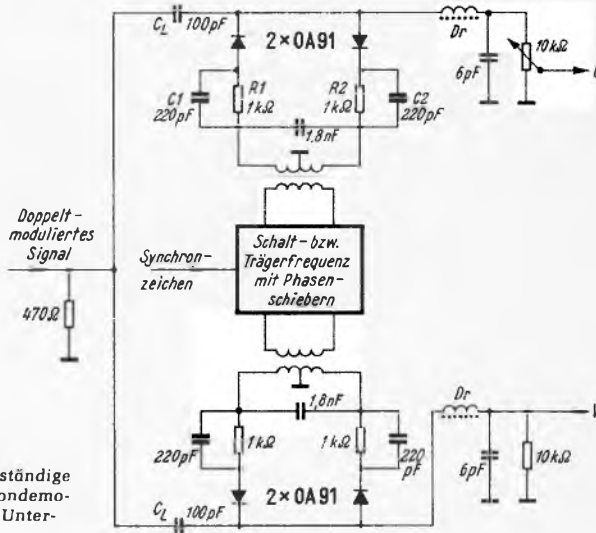 C_L
100pF
2×0A91
Dr
6pF
10kΩ
C1
220pF
R1
1kΩ
R2
1kΩ
C2
220pF
1,8nF
Doppelt-
moduliertes
Signal
Synchron-
zeichen
Schalt- bzw.
Trägerfrequenz
mit Phasen-
schiebern
470Ω
1,8nF
Dr
220pF
1kΩ
1kΩ
220
pF
6pF
10kΩ
2×0A91
C_L
100pF
ständige
ondemo-
Unter-